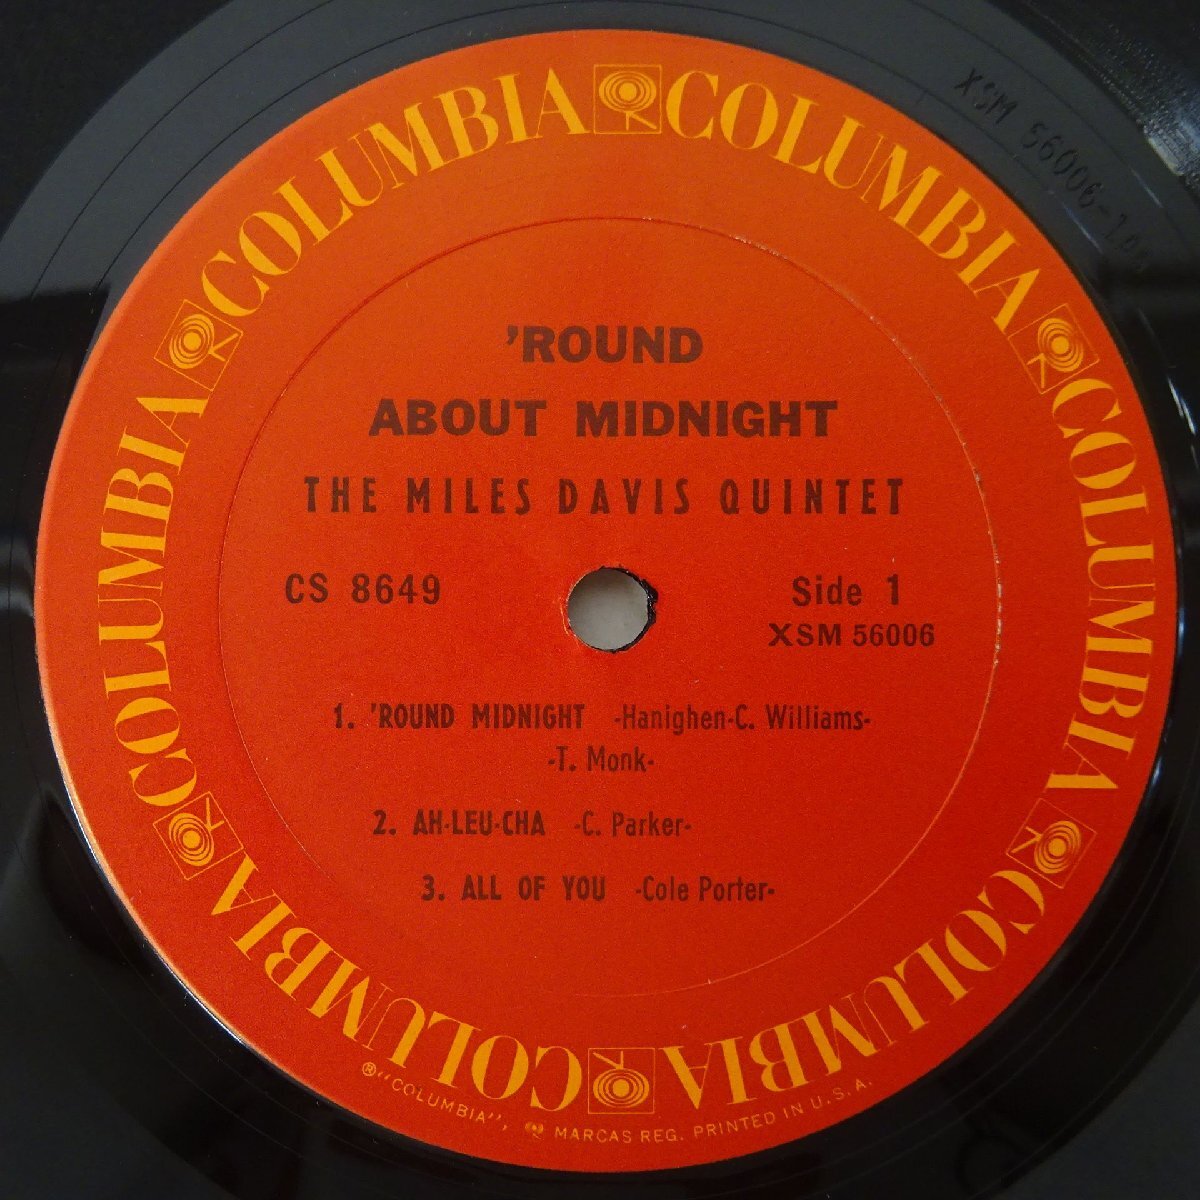 COLUMBIA COLUMBIA COLUMBIA COLUMBIA COLUMBIA COLUMBIA
'ROUND
ABOUT MIDNIGHT
THE MILES DAVIS QUINTET
CS 8649
Side 1
XSM 56006
1. 'ROUND MIDNIGHT -Hanighen-C. Williams-
-T. Monk-
2. AH-LEU-CHA -C. Parker-
3. ALL OF YOU -Cole Porter-
® "COLUMBIA", MARCAS REG. PRINTED IN U.S.A.
XSM 56006-1